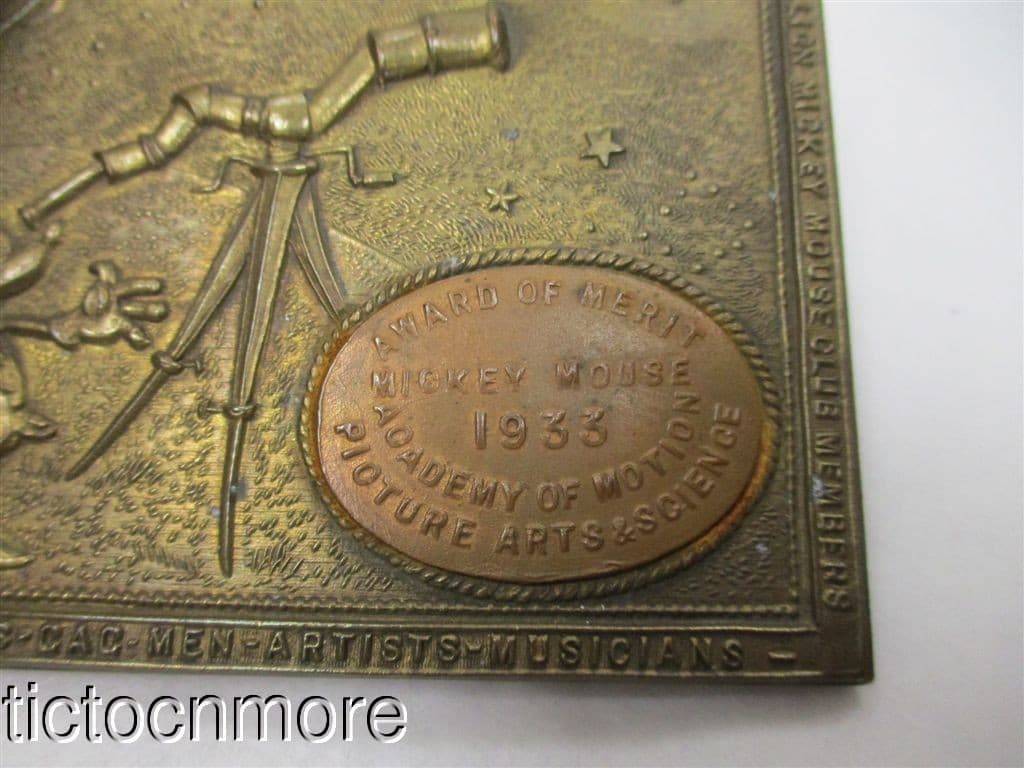 AWARD OF MERIT
MICKEY MOUSE
1933
ACADEMY OF MOTION
PICTURE ARTS & SCIENCE
MICKEY MOUSE CLUB MEMBERS
GAG-MEN-ARTISTS-MUSICIANS-
tictocnmore